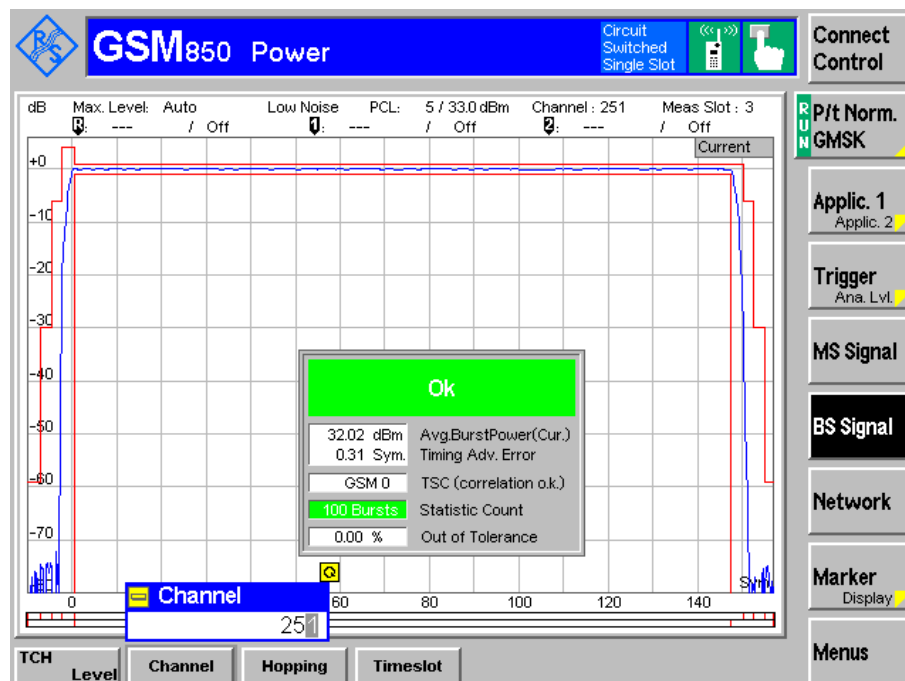 R&S
GSM850 Power
Circuit
Switched
Single Slot
Connect
Control
dB Max. Level: Auto Low Noise PCL: 5 / 33.0 dBm Channel : 251 Meas Slot : 3
R: --- / Off 1: --- / Off 2: --- / Off
Current
RUN
P/t Norm.
GMSK
+0
-10
-20
-30
-40
-50
-60
-70
Applic. 1
Applic. 2
Trigger
Ana. Lvl.
MS Signal
BS Signal
Network
Marker
Display
Menus
Ok
32.02 dBm Avg.BurstPower(Cur.)
0.31 Sym. Timing Adv. Error
GSM 0 TSC (correlation o.k.)
100 Bursts Statistic Count
0.00 % Out of Tolerance
0 60 80 100 120 140
Channel
251
TCH
Level
Channel
Hopping
Timeslot